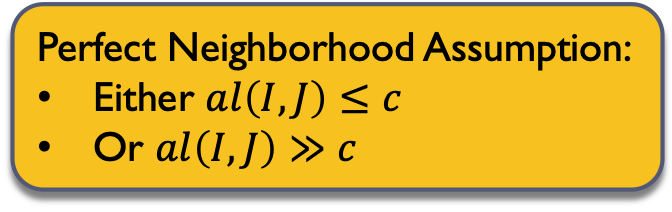 Perfect Neighborhood Assumption:
• Either 𝑎𝑙(𝐼, 𝐽) ≤ 𝑐
• Or 𝑎𝑙(𝐼, 𝐽) ≫ 𝑐